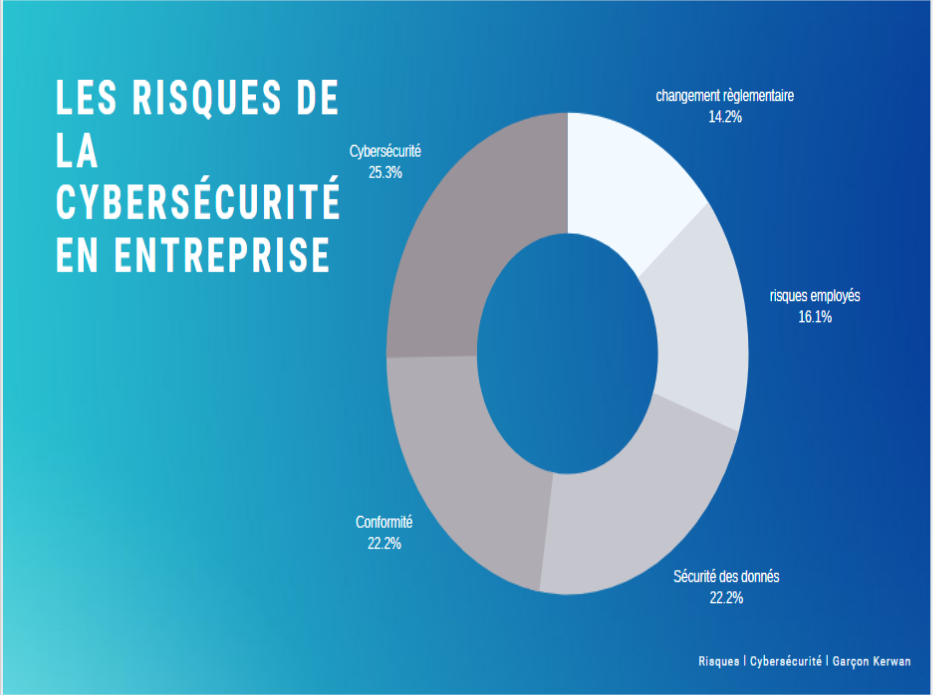 LES RISQUES DE
LA
CYBERSÉCURITÉ
EN ENTREPRISE
changement règlementaire
14.2%
Cybersécurité
25.3%
risques employés
16.1%
Conformité
22.2%
Sécurité des donnés
22.2%
Risques | Cybersécurité | Garçon Kerwan